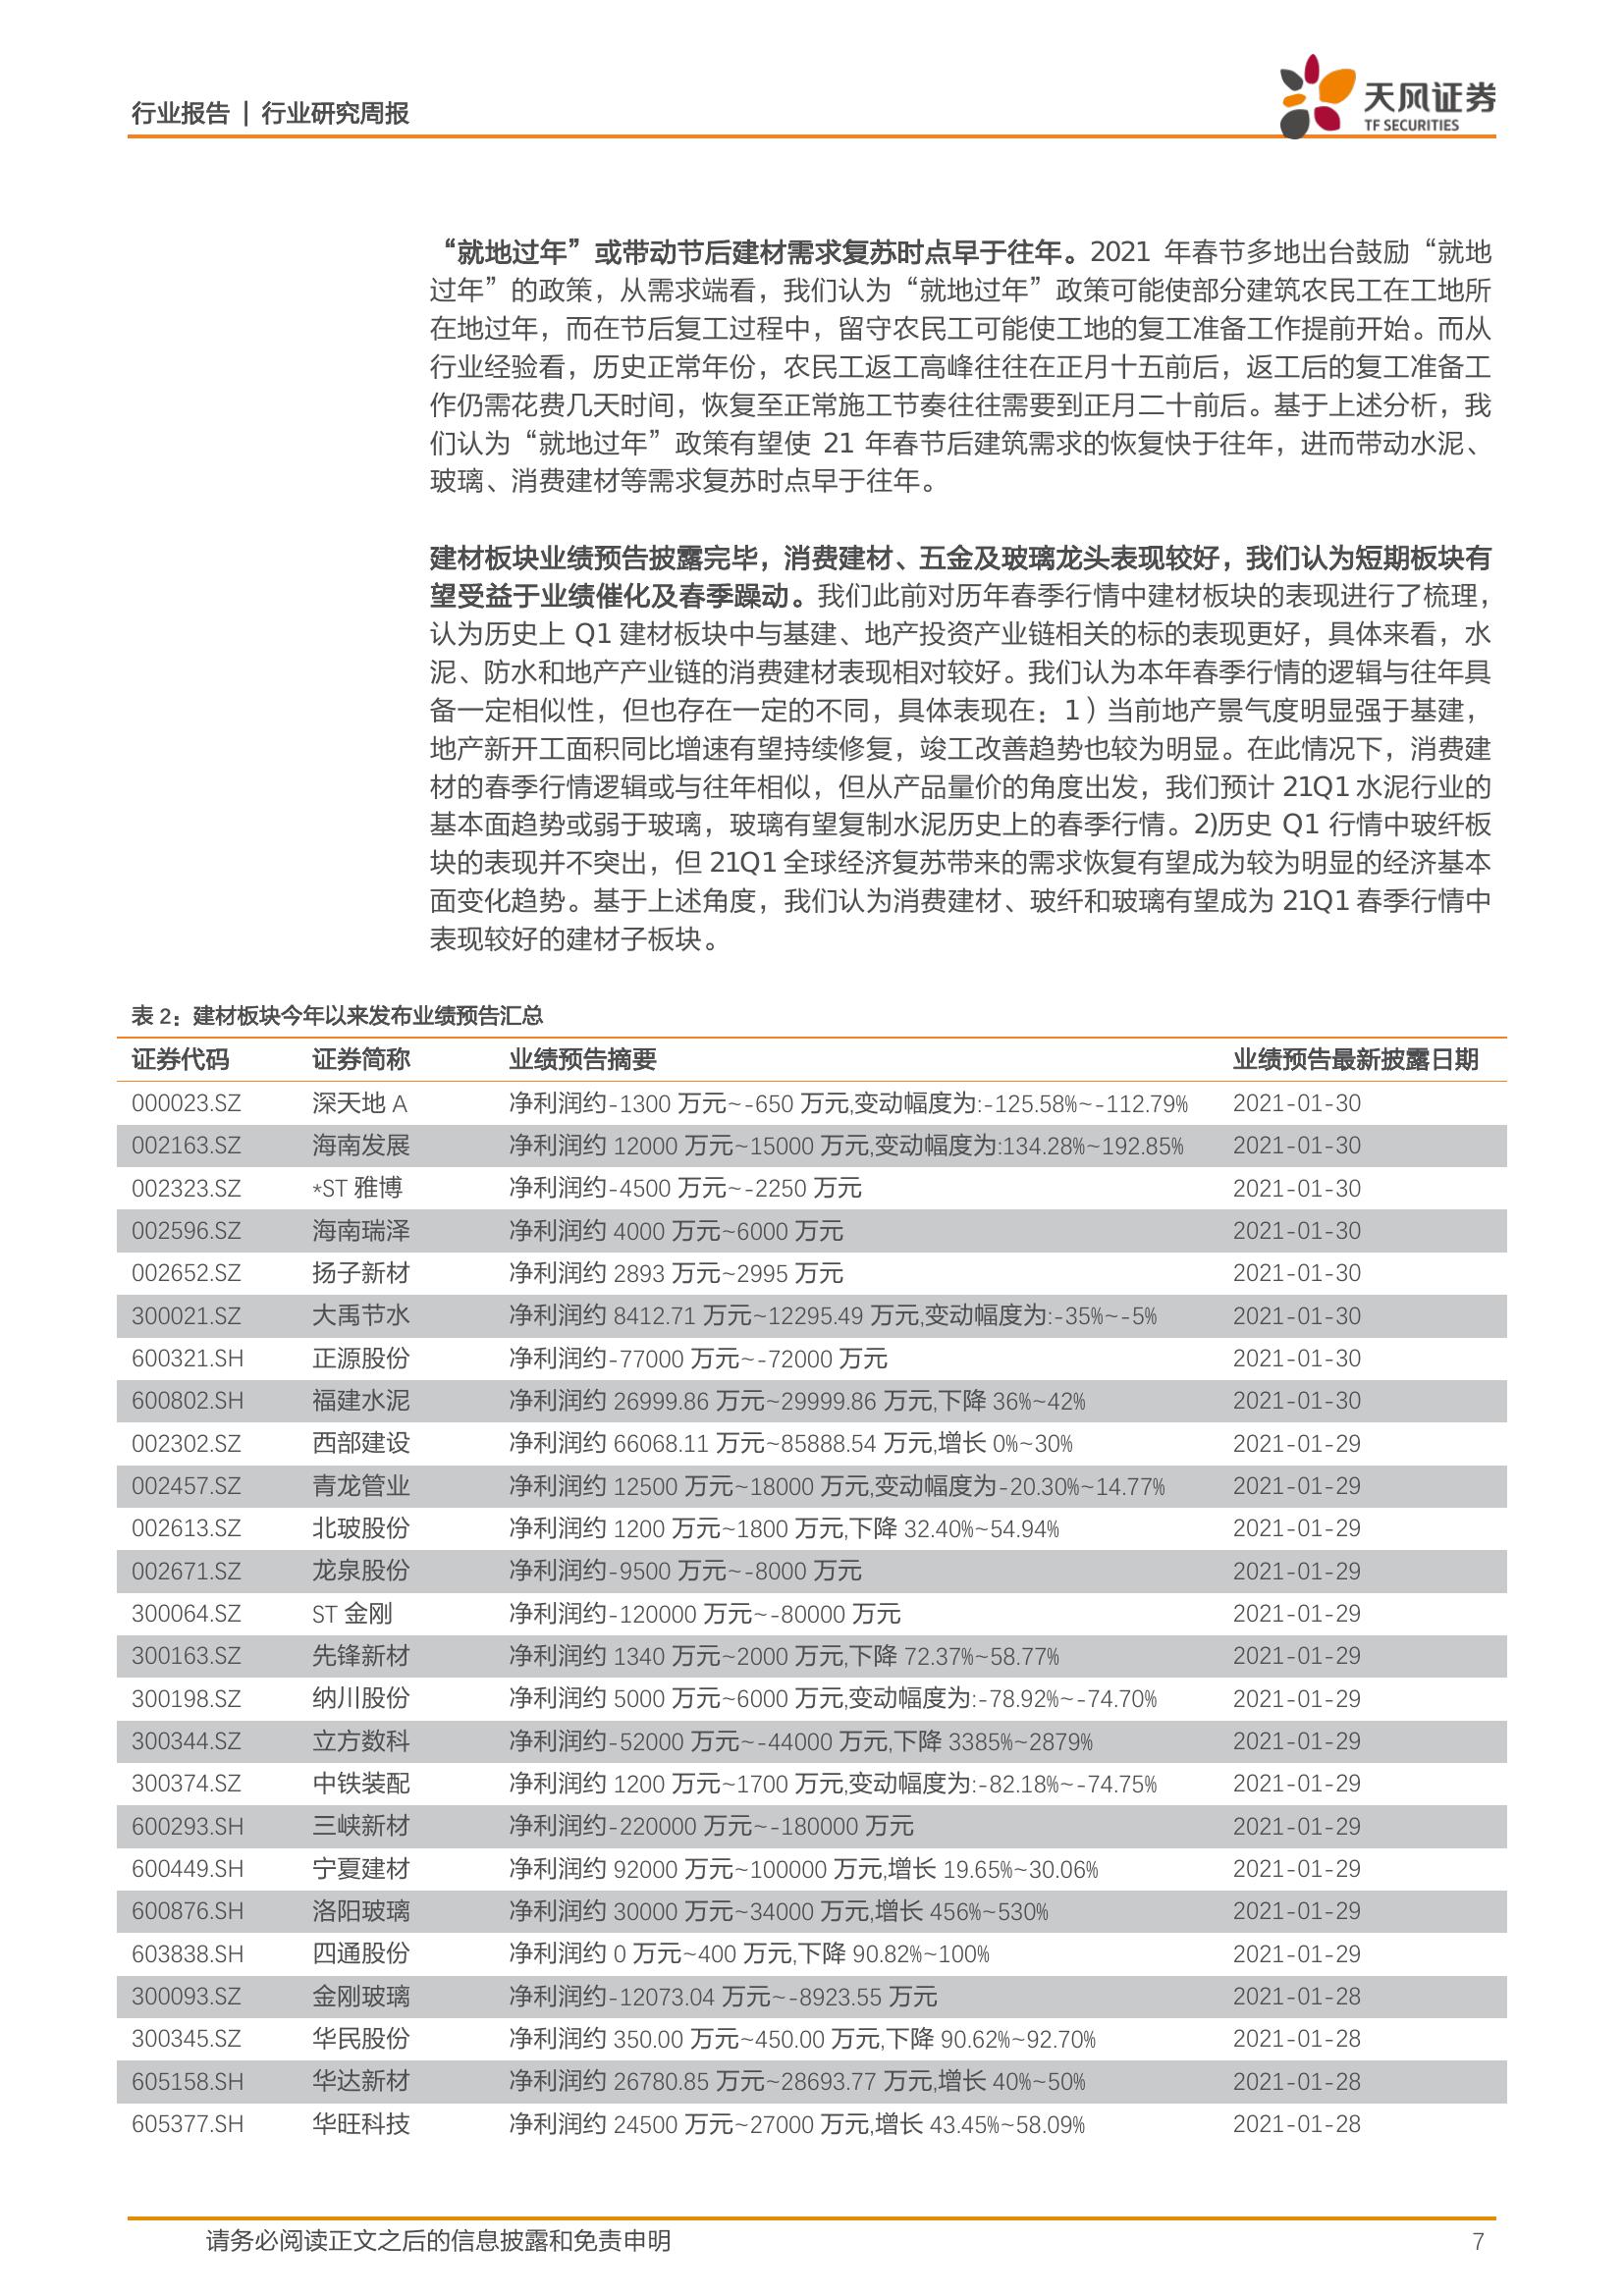 行业报告 | 行业研究周报
天风证券
TF SECURITIES
“就地过年”或带动节后建材需求复苏时点早于往年。2021 年春节多地出台鼓励“就地
过年”的政策，从需求端看，我们认为“就地过年”政策可能使部分建筑农民工在工地所
在地过年，而在节后复工过程中，留守农民工可能使工地的复工准备工作提前开始。而从
行业经验看，历史正常年份，农民工返工高峰往往在正月十五前后，返工后的复工准备工
作仍需花费几天时间，恢复至正常施工节奏往往需要到正月二十前后。基于上述分析，我
们认为“就地过年”政策有望使 21 年春节后建筑需求的恢复快于往年，进而带动水泥、
玻璃、消费建材等需求复苏时点早于往年。
建材板块业绩预告披露完毕，消费建材、五金及玻璃龙头表现较好，我们认为短期板块有
望受益于业绩催化及春季躁动。我们此前对历年春季行情中建材板块的表现进行了梳理，
认为历史上 Q1 建材板块中与基建、地产投资产业链相关的标的表现更好，具体来看，水
泥、防水和地产产业链的消费建材表现相对较好。我们认为本年春季行情的逻辑与往年具
备一定相似性，但也存在一定的不同，具体表现在：1）当前地产景气度明显强于基建，
地产新开工面积同比增速有望持续修复，竣工改善趋势也较为明显。在此情况下，消费建
材的春季行情逻辑或与往年相似，但从产品量价的角度出发，我们预计 21Q1 水泥行业的
基本面趋势或弱于玻璃，玻璃有望复制水泥历史上的春季行情。2)历史 Q1 行情中玻纤板
块的表现并不突出，但 21Q1 全球经济复苏带来的需求恢复有望成为较为明显的经济基本
面变化趋势。基于上述角度，我们认为消费建材、玻纤和玻璃有望成为 21Q1 春季行情中
表现较好的建材子板块。
表 2：建材板块今年以来发布业绩预告汇总
证券代码 证券简称 业绩预告摘要 业绩预告最新披露日期
000023.SZ 深天地 A 净利润约-1300 万元~-650 万元,变动幅度为:-125.58%~-112.79% 2021-01-30
002163.SZ 海南发展 净利润约 12000 万元~15000 万元,变动幅度为:134.28%~192.85% 2021-01-30
002323.SZ *ST 雅博 净利润约-4500 万元~-2250 万元 2021-01-30
002596.SZ 海南瑞泽 净利润约 4000 万元~6000 万元 2021-01-30
002652.SZ 扬子新材 净利润约 2893 万元~2995 万元 2021-01-30
300021.SZ 大禹节水 净利润约 8412.71 万元~12295.49 万元,变动幅度为:-35%~-5% 2021-01-30
600321.SH 正源股份 净利润约-77000 万元~-72000 万元 2021-01-30
600802.SH 福建水泥 净利润约 26999.86 万元~29999.86 万元,下降 36%~42% 2021-01-30
002302.SZ 西部建设 净利润约 66068.11 万元~85888.54 万元,增长 0%~30% 2021-01-29
002457.SZ 青龙管业 净利润约 12500 万元~18000 万元,变动幅度为-20.30%~14.77% 2021-01-29
002613.SZ 北玻股份 净利润约 1200 万元~1800 万元,下降 32.40%~54.94% 2021-01-29
002671.SZ 龙泉股份 净利润约-9500 万元~-8000 万元 2021-01-29
300064.SZ ST 金刚 净利润约-120000 万元~-80000 万元 2021-01-29
300163.SZ 先锋新材 净利润约 1340 万元~2000 万元,下降 72.37%~58.77% 2021-01-29
300198.SZ 纳川股份 净利润约 5000 万元~6000 万元,变动幅度为:-78.92%~-74.70% 2021-01-29
300344.SZ 立方数科 净利润约-52000 万元~-44000 万元,下降 3385%~2879% 2021-01-29
300374.SZ 中铁装配 净利润约 1200 万元~1700 万元,变动幅度为:-82.18%~-74.75% 2021-01-29
600293.SH 三峡新材 净利润约-220000 万元~-180000 万元 2021-01-29
600449.SH 宁夏建材 净利润约 92000 万元~100000 万元,增长 19.65%~30.06% 2021-01-29
600876.SH 洛阳玻璃 净利润约 30000 万元~34000 万元,增长 456%~530% 2021-01-29
603838.SH 四通股份 净利润约 0 万元~400 万元,下降 90.82%~100% 2021-01-29
300093.SZ 金刚玻璃 净利润约-12073.04 万元~-8923.55 万元 2021-01-28
300345.SZ 华民股份 净利润约 350.00 万元~450.00 万元,下降 90.62%~92.70% 2021-01-28
605158.SH 华达新材 净利润约 26780.85 万元~28693.77 万元,增长 40%~50% 2021-01-28
605377.SH 华旺科技 净利润约 24500 万元~27000 万元,增长 43.45%~58.09% 2021-01-28
请务必阅读正文之后的信息披露和免责申明 7